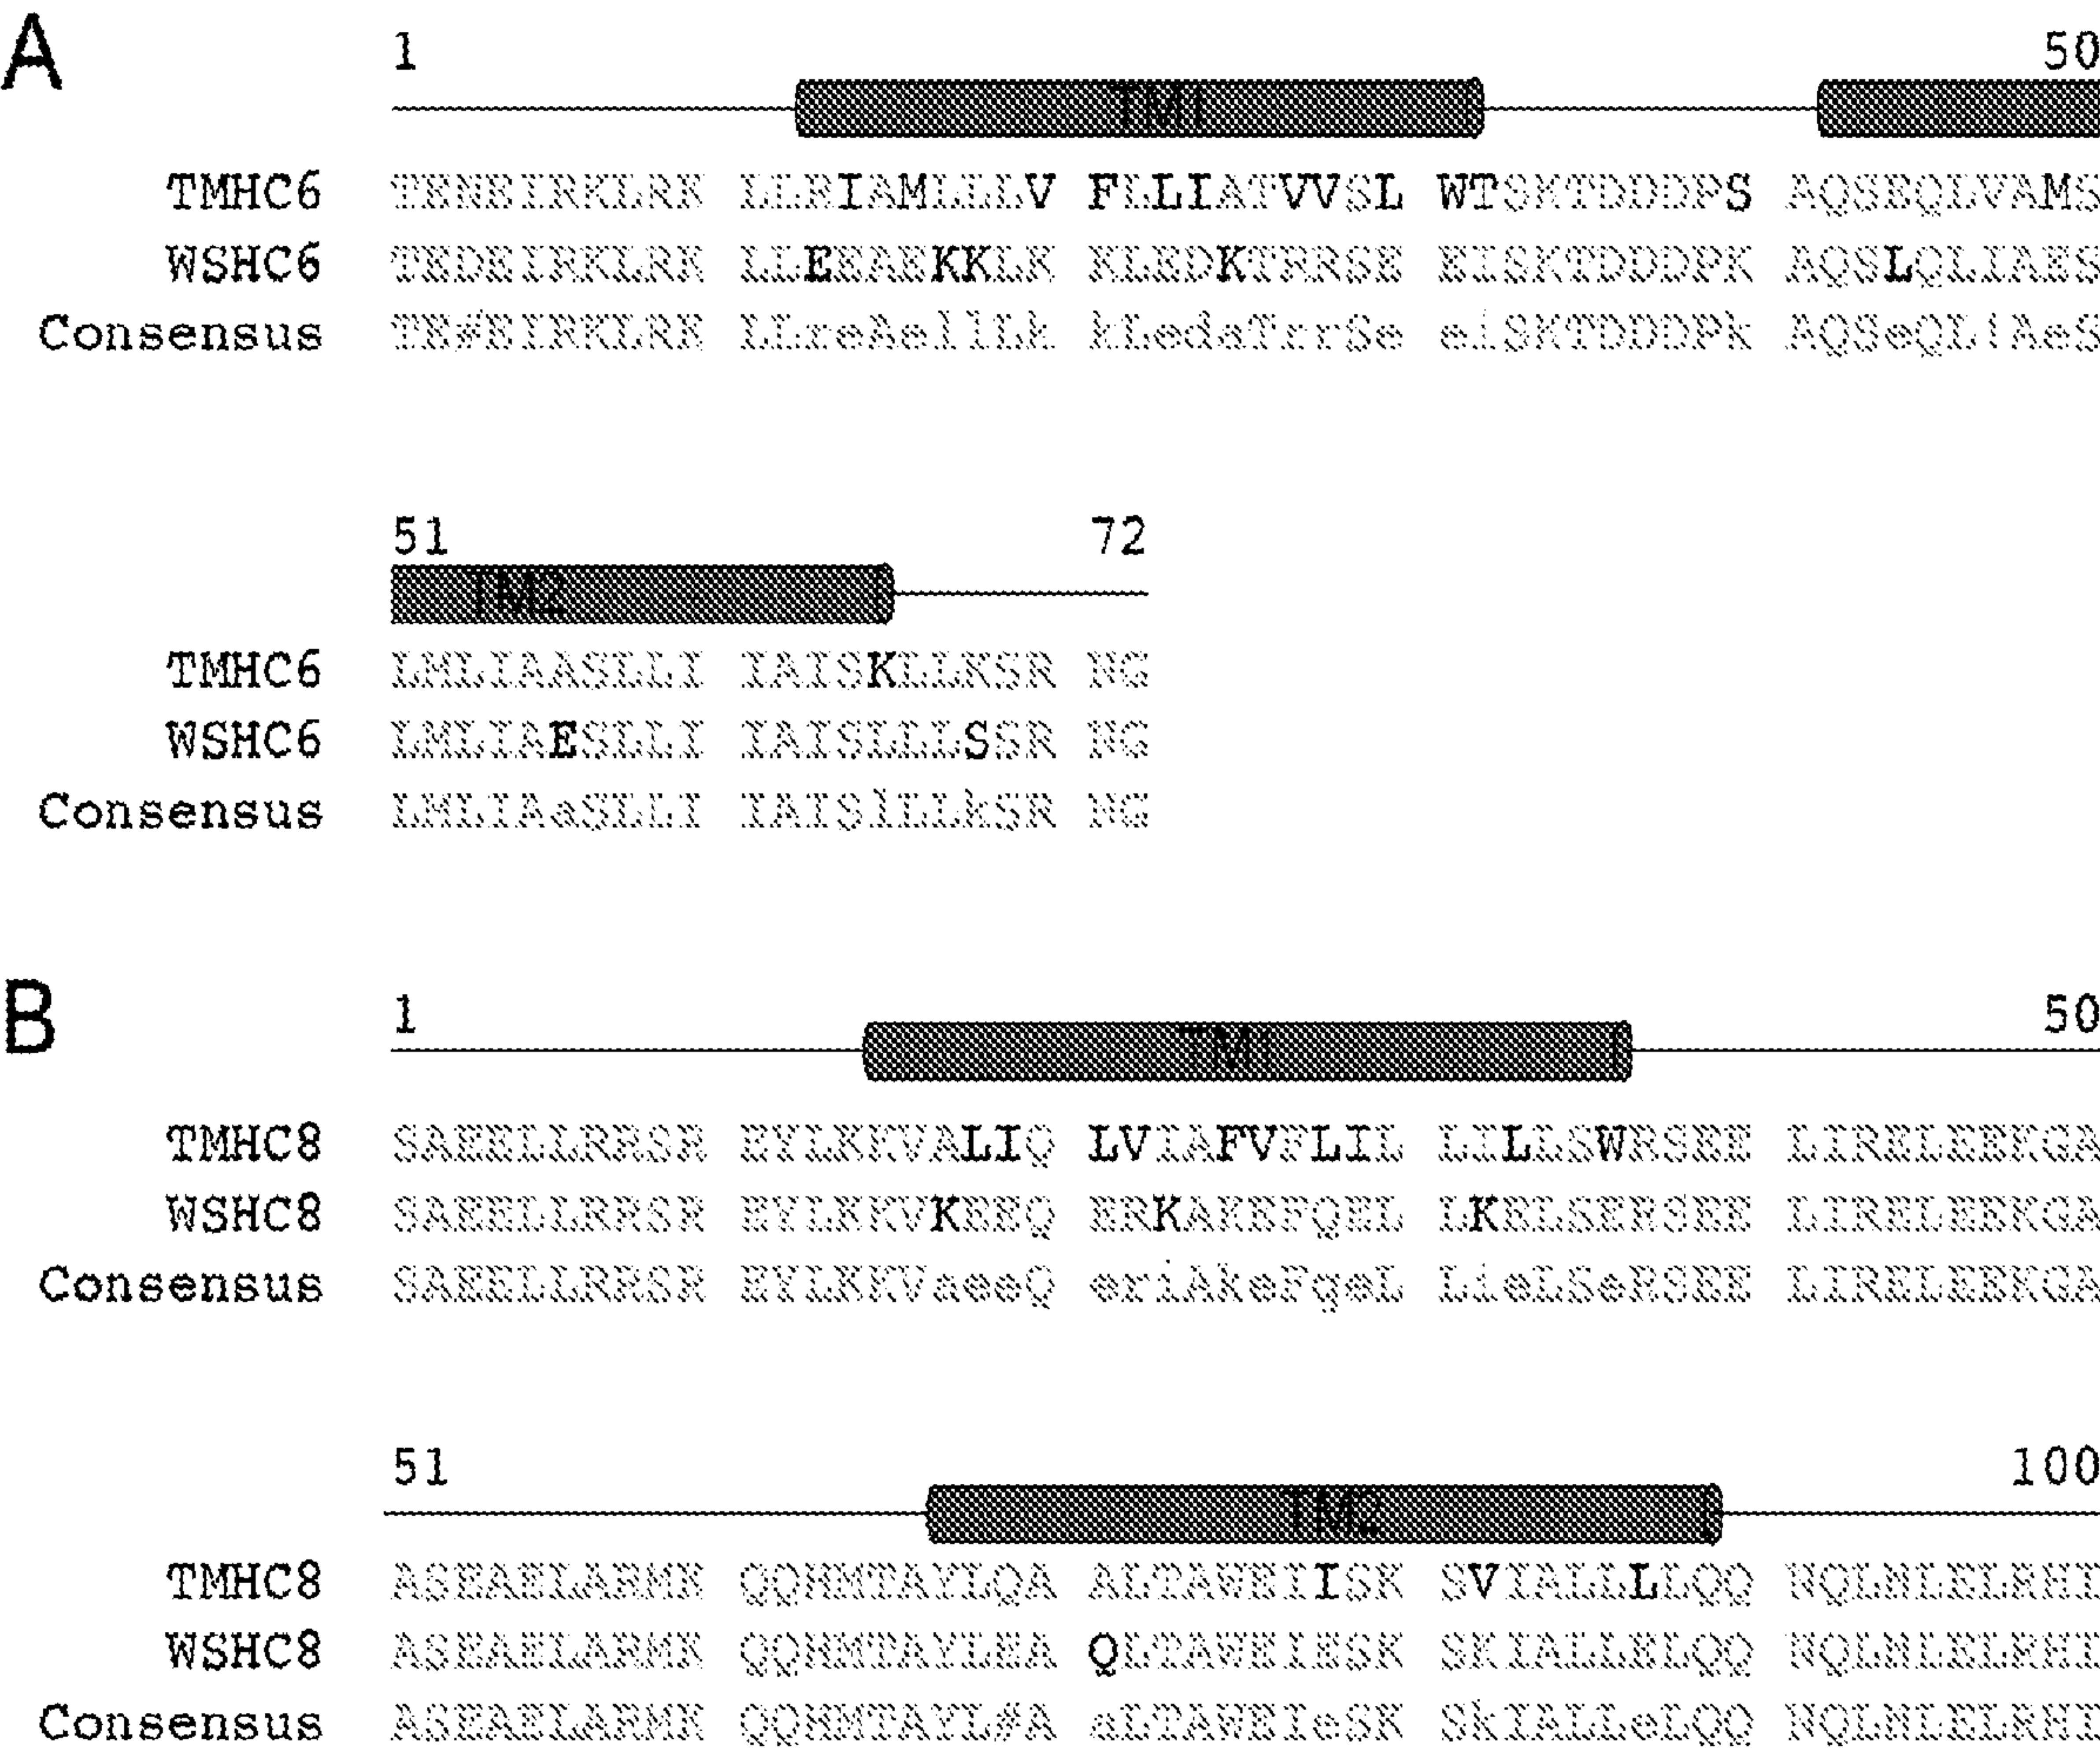 A
1 50
TM1
TMHC6 TENEIRKLRK LLRIAMLLLV FLLIATVVSL WTSKTDDDPS AQSEQLVAMS
WSHC6 TEDEIRKLRK LLEEAEKKLK KLEDKTRRSE EISKTDDDPK AQSLQLIAES
Consensus TE#EIRKLRK LLreAellLk kLedaTrrSe eiSKTDDDPk AQSeQL!AeS
51 72
TM2
TMHC6 LMLIAASLLI IAISKLLKSR NG
WSHC6 LMLIAESLLI IAISLLLSSR NG
Consensus LMLIAaSLLI IAISlLLkSR NG
B
1 50
TM1
TMHC8 SAEELLRRSR EYLKKVALIQ LVIAFVFLIL LILLSWRSEE LIRELEEKGA
WSHC8 SAEELLRRSR EYLKKVKEEQ ERKAKEFQEL LKELSERSEE LIRELEEKGA
Consensus SAEELLRRSR EYLKKVaeeQ eriAkeFqeL LieLSeRSEE LIRELEEKGA
51 100
TM2
TMHC8 ASEAELARMK QQHMTAYLQA ALTAWEIISK SVIALLLLQQ NQLNLELRHI
WSHC8 ASEAELARMK QQHMTAYLEA QLTAWEIESK SKIALLELQQ NQLNLELRHI
Consensus ASEAELARMK QQHMTAYL#A aLTAWEIeSK SkIALLeLQQ NQLNLELRHI